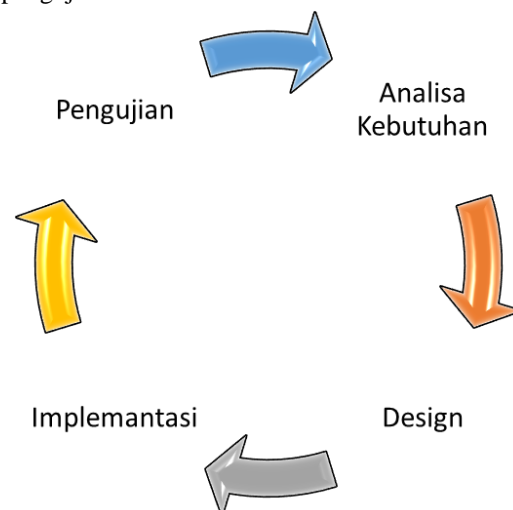 Pengujian
Analisa
Kebutuhan
Implemantasi
Design